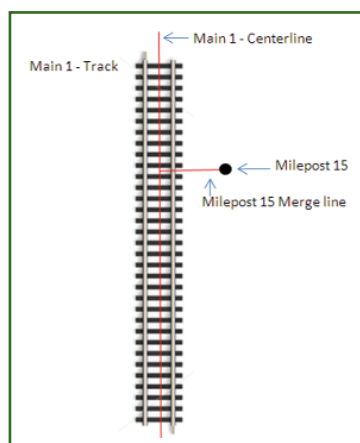 Main 1 - Centerline
Main 1 - Track
Milepost 15
Milepost 15 Merge line